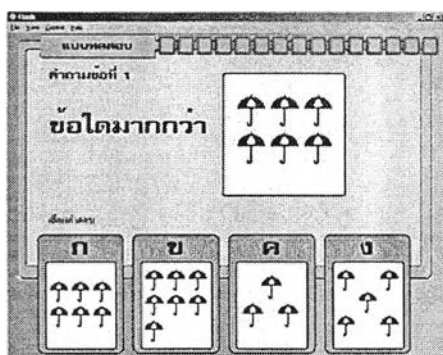 Flash
แบบทดสอบ
คำถามข้อที่ 1
ข้อใดมากกว่า
ก ข ค ง